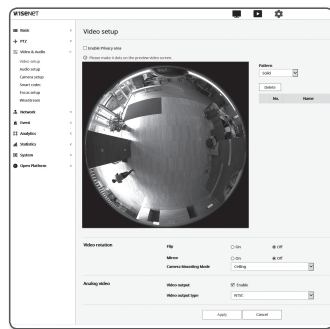 WISENET
Basic
PTZ
Video & Audio
Video setup
Audio setup
Camera setup
Smart codec
Focus setup
WiseStream
Network
Event
Analytics
Statistics
System
Open Platform
Video setup
Enable Privacy area
Please make 8 dots on the preview video screen.
Pattern
Solid
Delete
No. Name
Video rotation
Flip On Off
Mirror On Off
Camera Mounting Mode Ceiling
Analog video
Video output Enable
Video output type NTSC
Apply Cancel